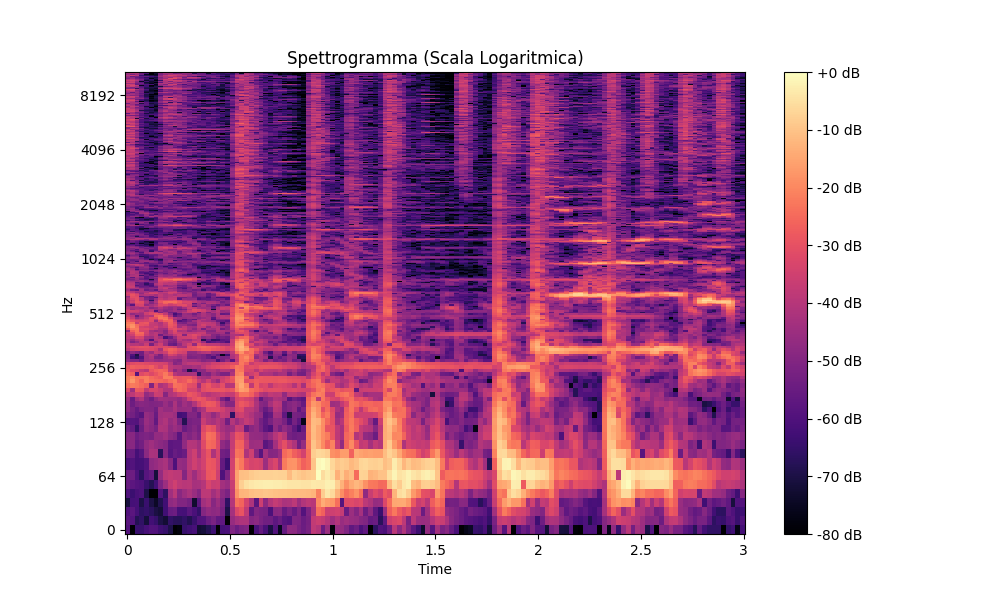 Spettrogramma (Scala Logaritmica)
Hz
8192
4096
2048
1024
512
256
128
64
0
0
0.5
1
1.5
2
2.5
3
Time
+0 dB
-10 dB
-20 dB
-30 dB
-40 dB
-50 dB
-60 dB
-70 dB
-80 dB